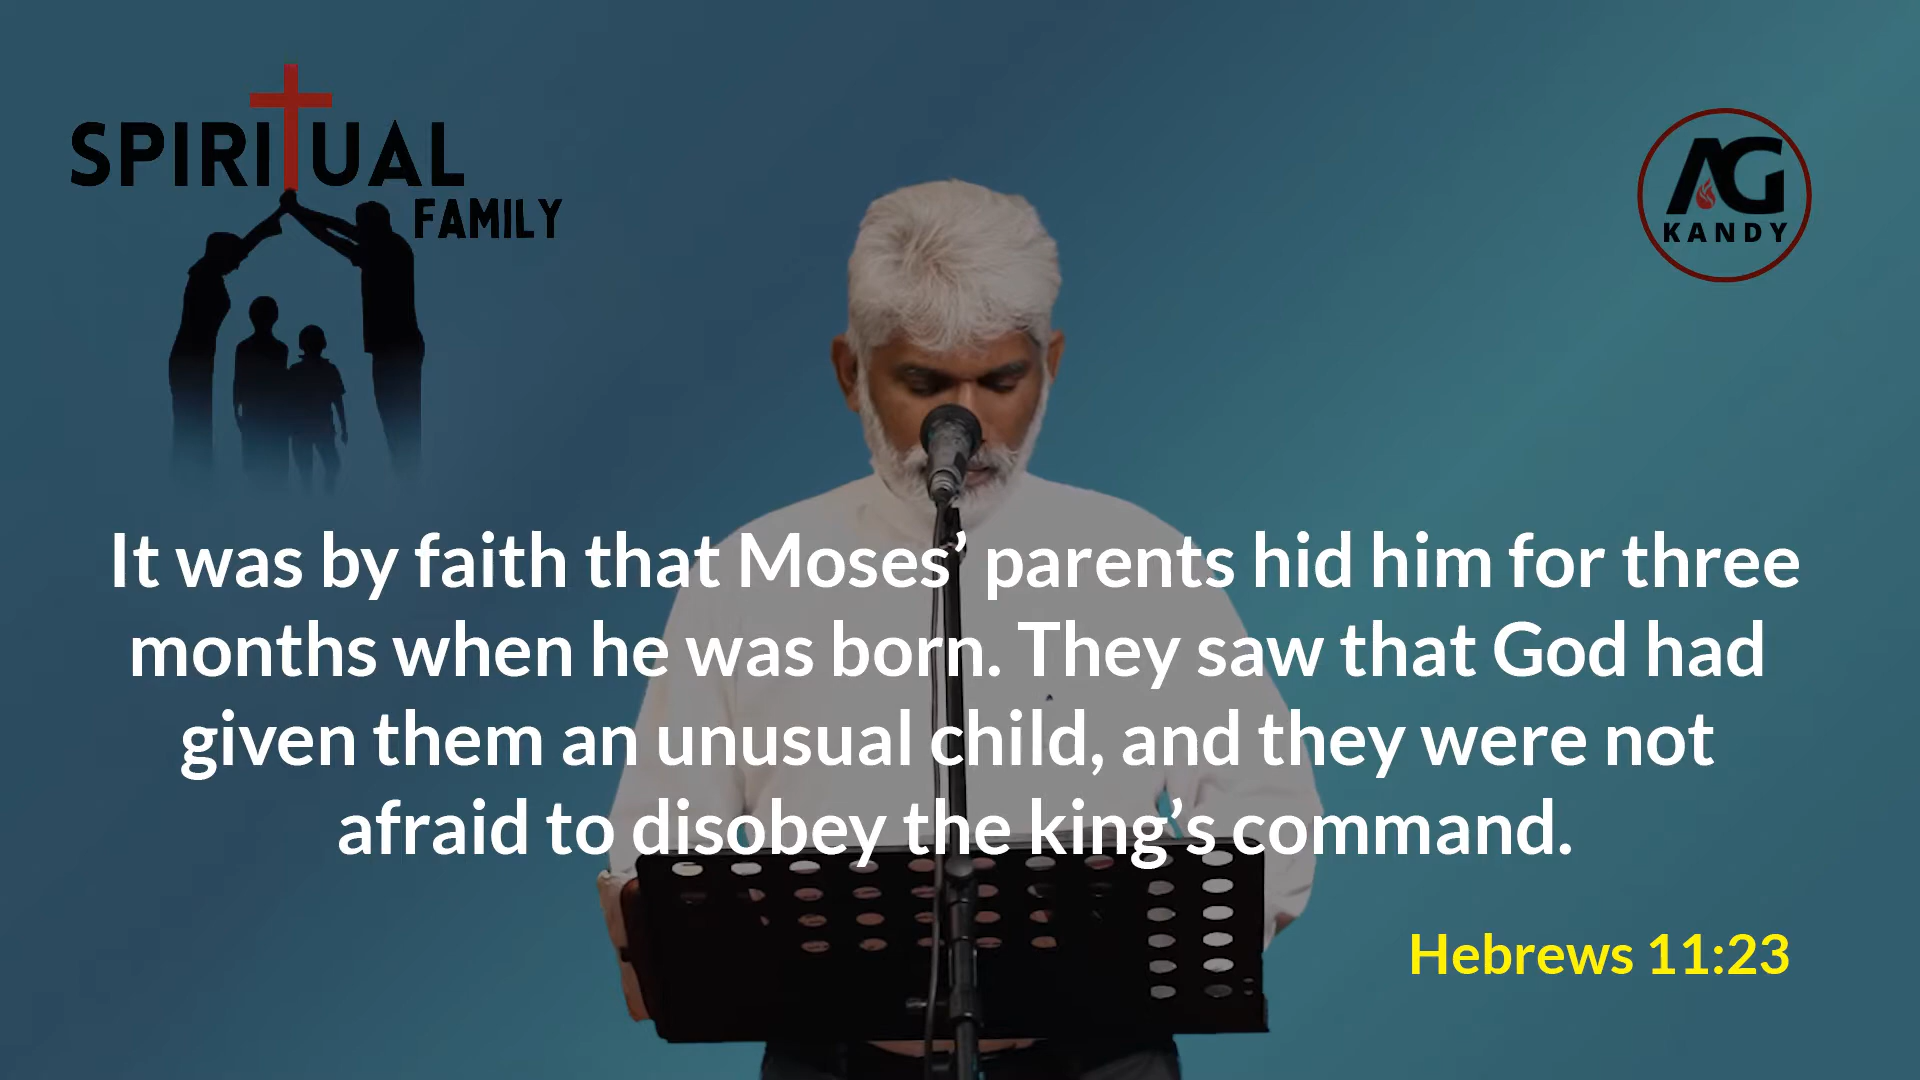 SPIRITUAL
FAMILY
AG
KANDY
It was by faith that Moses’ parents hid him for three
months when he was born. They saw that God had
given them an unusual child, and they were not
afraid to disobey the king’s command.
Hebrews 11:23